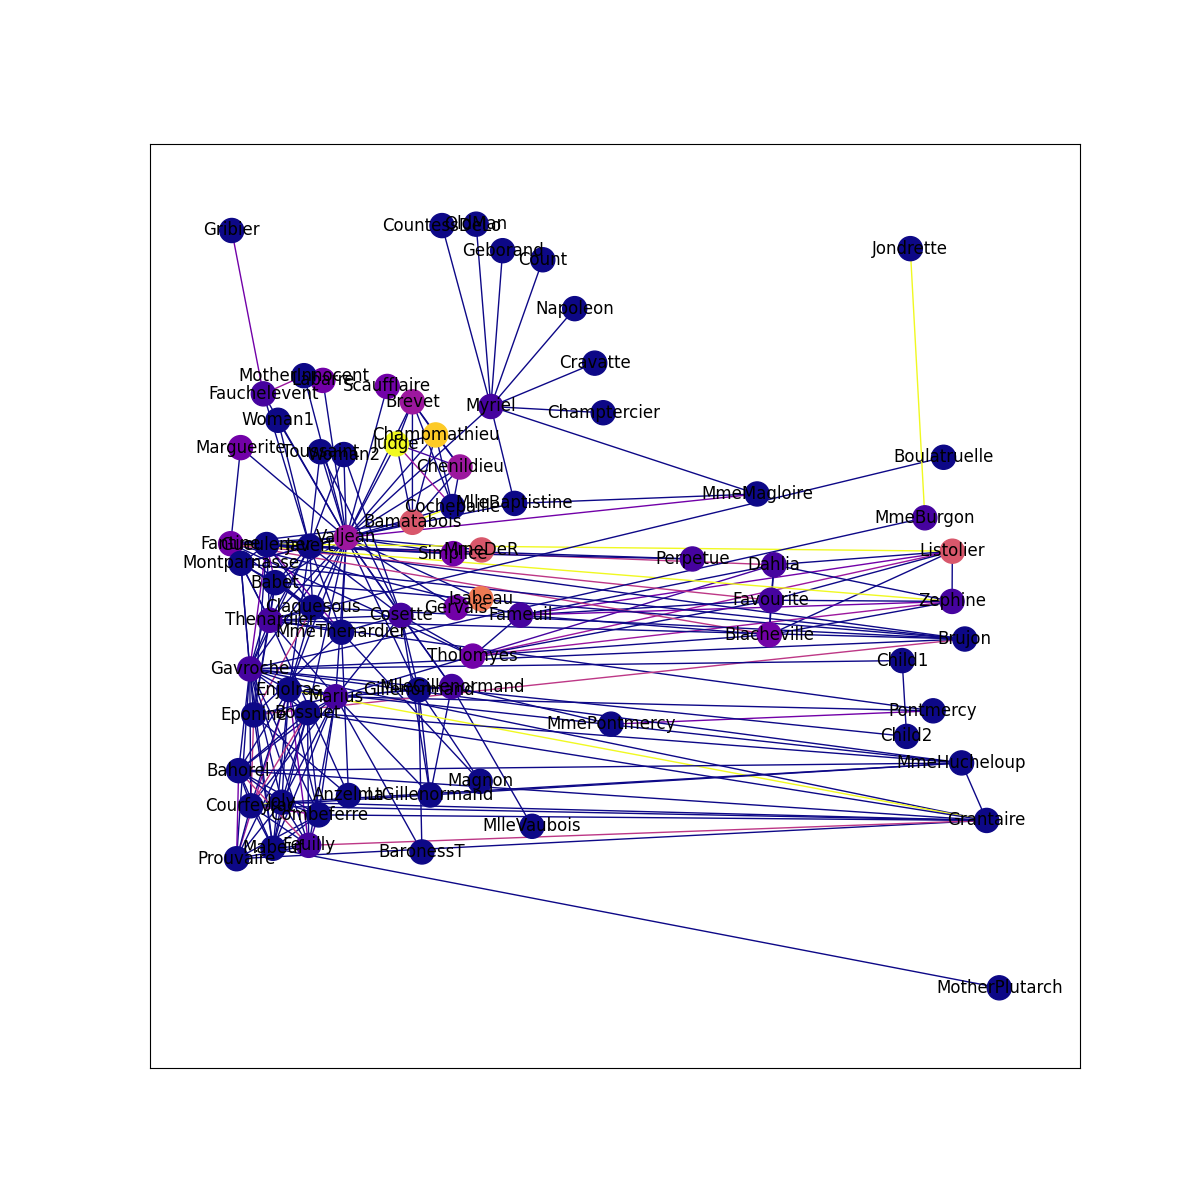 Gribier
CountessDeLo
OldMan
Geborand
Count
Jondrette
Napoleon
Cravatte
MotherInnocent
Labarre
Scaufflaire
Fauchelevent
Brevet
Myriel
Champtercier
Woman1
Champmathieu
Judge
Marguerite
Toussaint
Woman2
Chenildieu
Boulatruelle
MmeMagloire
Cochepaille
MlleBaptistine
Bamatabois
MmeBurgon
Valjean
Fantine
Gueulemer
Javert
Simplice
MmeDeR
Listolier
Montparnasse
Perpetue
Dahlia
Babet
Isabeau
Favourite
Zephine
Claquesous
Gervais
Cosette
Fameuil
Thenardier
MmeThenardier
Blacheville
Brujon
Tholomyes
Child1
Gavroche
Enjolras
Gillenormand
MlleGillenormand
Marius
Eponine
Bossuet
Pontmercy
MmePontmercy
Child2
MmeHucheloup
Bahorel
Magnon
Anzelma
LtGillenormand
Courfeyrac
Joly
Combeferre
Grantaire
MlleVaubois
Feuilly
Mabeuf
Prouvaire
BaronessT
MotherPlutarch